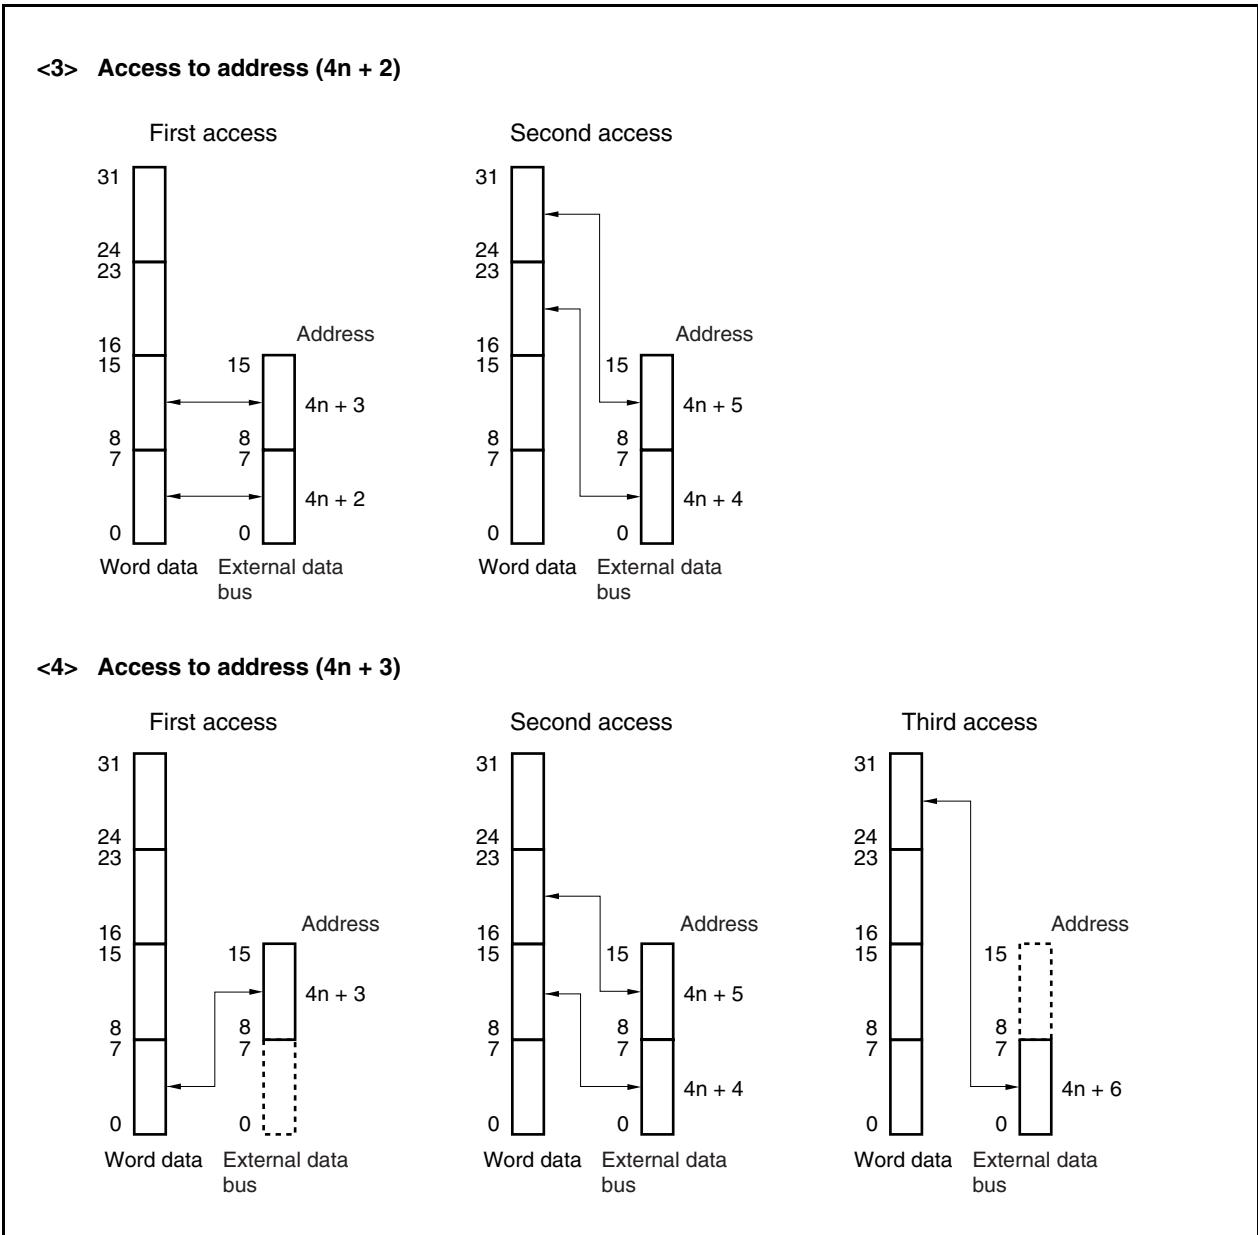 <3> Access to address (4n + 2)
First access
Second access
31
24
23
16
15
8
7
0
15
8
7
0
Address
4n + 3
4n + 2
Word data
External data
bus
31
24
23
16
15
8
7
0
15
8
7
0
Address
4n + 5
4n + 4
Word data
External data
bus
<4> Access to address (4n + 3)
First access
Second access
Third access
31
24
23
16
15
8
7
0
15
8
7
0
Address
4n + 3
Word data
External data
bus
31
24
23
16
15
8
7
0
15
8
7
0
Address
4n + 5
4n + 4
Word data
External data
bus
31
24
23
16
15
8
7
0
15
8
7
0
Address
4n + 6
Word data
External data
bus